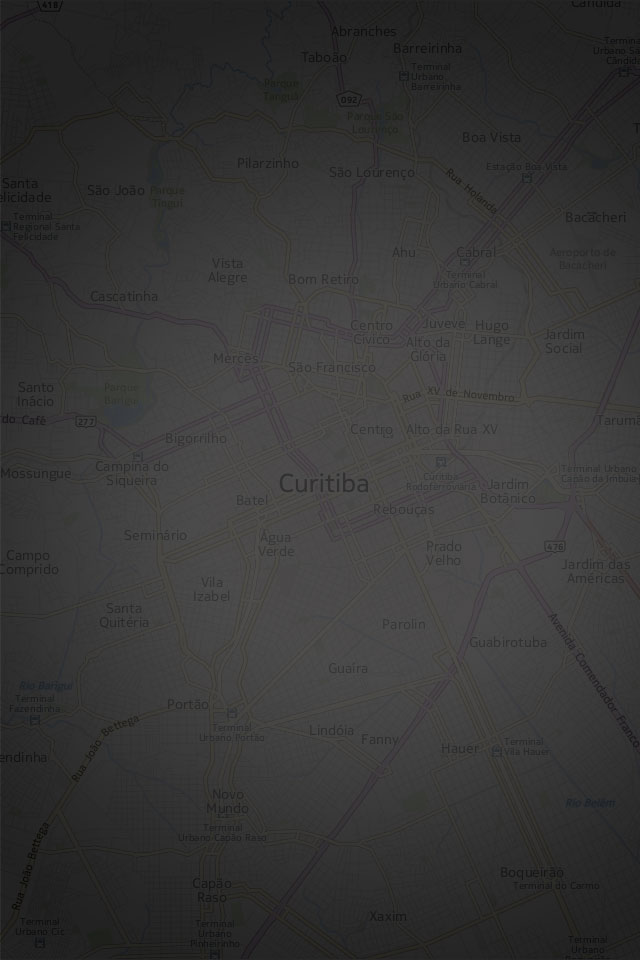 418
Canduia
Abranches
Taboão
Barreirinha
Terminal
Urbano
Barreirinha
Parque
Tanguá
092
Parque São
Lourenço
Boa Vista
Pilarzinho
São Lourenço
Estação Boa Vista
Rua Holanda
Santa
elicidade
São João
Parque
Tingui
Terminal
Regional Santa
Felicidade
Bacacheri
Vista
Alegre
Ahu
Cabral
Aeroporto de
Bacacheri
Bom Retiro
Terminal
Urbano Cabral
Cascatinha
Centro
Cívico
Juvevê
Hugo
Lange
Alto da
Glória
Jardim
Social
Mercês
São Francisco
Santo
Inácio
Parque
Barigui
Rua XV de Novembro
do Café
277
Taruma
Bigorrilho
Centro
Alto da Rua XV
Mossungue
Campina do
Siqueira
Curitiba
Curitiba
Rodoferroviária
Jardim
Botânico
Terminal Urbano
Capão da Imbuia
Batel
Rebouças
Seminário
Água
Verde
Prado
Velho
476
Campo
Comprido
Jardim das
Américas
Vila
Izabel
Santa
Quitéria
Parolin
Avenida Comendador Franco
Guabirotuba
Guaíra
Rio Barigui
Terminal
Fazendinha
Portão
Terminal
Urbano Portão
Lindóia
Fanny
Hauer
Terminal
Vila Hauer
Rua João Bettega
endinha
Novo
Mundo
Rio Belém
Terminal
Urbano Capão Raso
Rua João Bettega
Boqueirão
Terminal do Carmo
Capão
Raso
Xaxim
Terminal
Urbano Cic
Terminal
Urbano
Pinheirinho
Terminal
Urbano